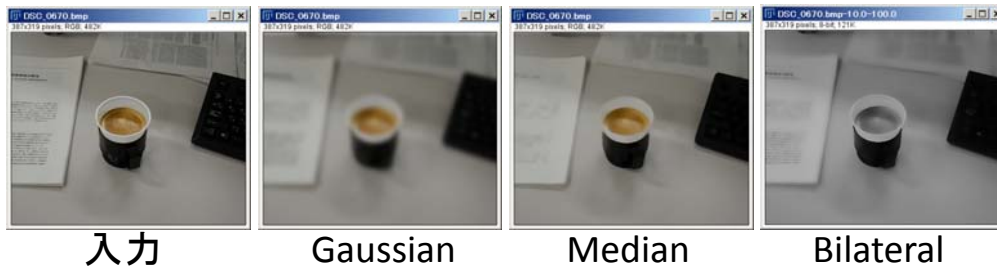 DSC_0670.bmp
387x319 pixels; RGB; 482K
DSC_0670.bmp
387x319 pixels; RGB; 482K
DSC_0670.bmp
387x319 pixels; RGB; 482K
DSC_0670.bmp-10.0-100.0
387x319 pixels; 8-bit; 121K
入力
Gaussian
Median
Bilateral